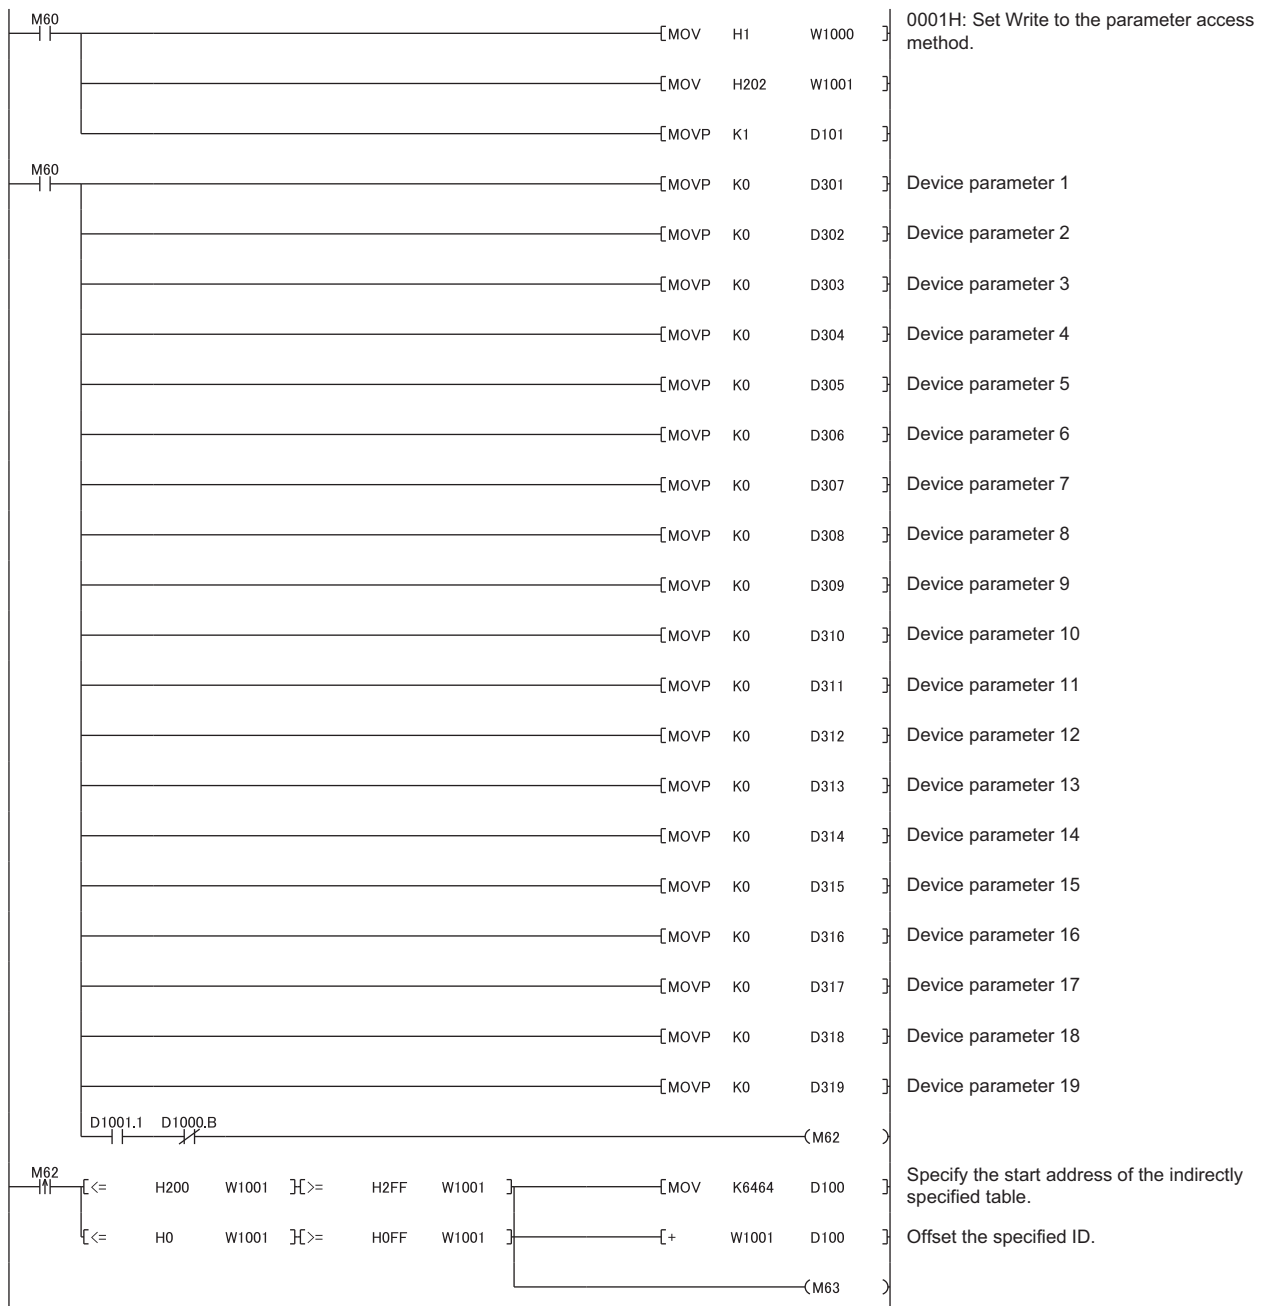 M60
MOV H1 W1000 0001H: Set Write to the parameter access
method.
MOV H202 W1001
MOVP K1 D101
M60
MOVP K0 D301 Device parameter 1
MOVP K0 D302 Device parameter 2
MOVP K0 D303 Device parameter 3
MOVP K0 D304 Device parameter 4
MOVP K0 D305 Device parameter 5
MOVP K0 D306 Device parameter 6
MOVP K0 D307 Device parameter 7
MOVP K0 D308 Device parameter 8
MOVP K0 D309 Device parameter 9
MOVP K0 D310 Device parameter 10
MOVP K0 D311 Device parameter 11
MOVP K0 D312 Device parameter 12
MOVP K0 D313 Device parameter 13
MOVP K0 D314 Device parameter 14
MOVP K0 D315 Device parameter 15
MOVP K0 D316 Device parameter 16
MOVP K0 D317 Device parameter 17
MOVP K0 D318 Device parameter 18
MOVP K0 D319 Device parameter 19
D1001.1 D1000.B
M62
M62
<= H200 W1001 >= H2FF W1001 MOV K6464 D100 Specify the start address of the indirectly
specified table.
<= H0 W1001 >= H0FF W1001 + W1001 D100 Offset the specified ID.
M63